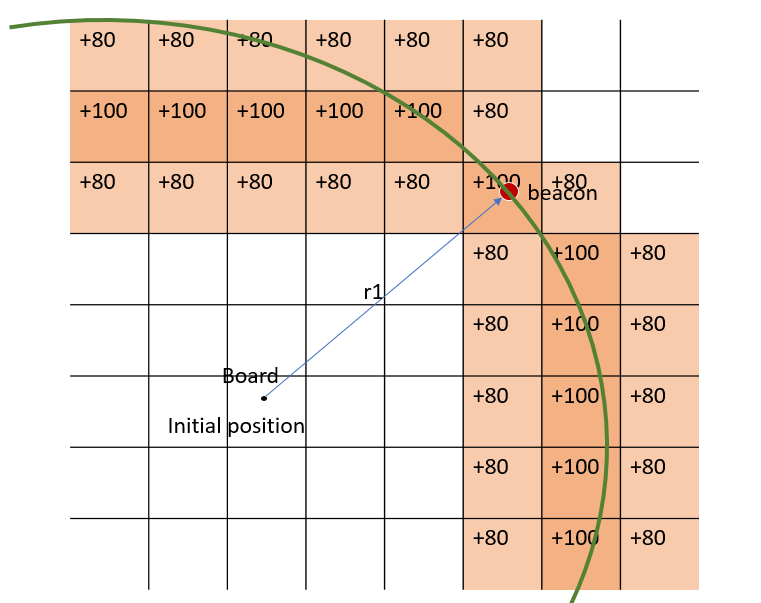 +80 +80 +80 +80 +80 +80
+100 +100 +100 +100 +100 +80
+80 +80 +80 +80 +80 +100 +80
beacon
+80 +100 +80
r1
+80 +100 +80
Board
+80 +100 +80
Initial position
+80 +100 +80
+80 +100 +80